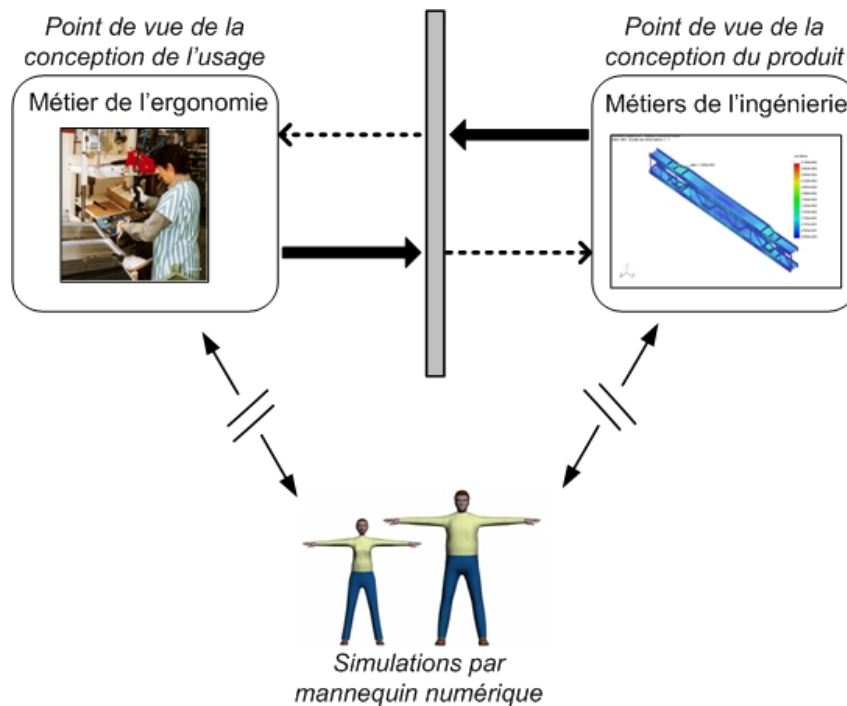 Point de vue de la
conception de l'usage
Métier de l'ergonomie
Point de vue de la
conception du produit
Métiers de l'ingénierie
Simulations par
mannequin numérique